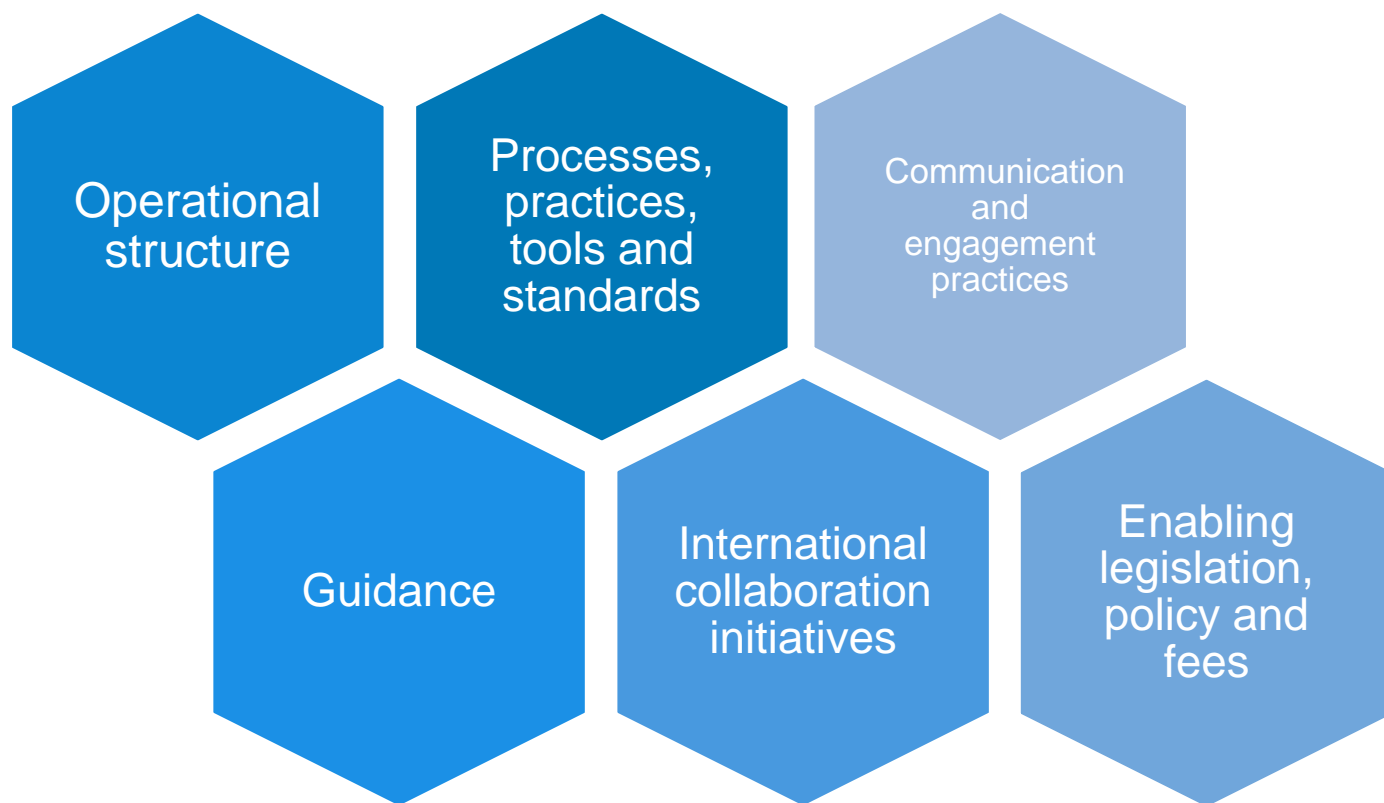 Operational
structure
Processes,
practices,
tools and
standards
Communication
and
engagement
practices
Guidance
International
collaboration
initiatives
Enabling
legislation,
policy and
fees